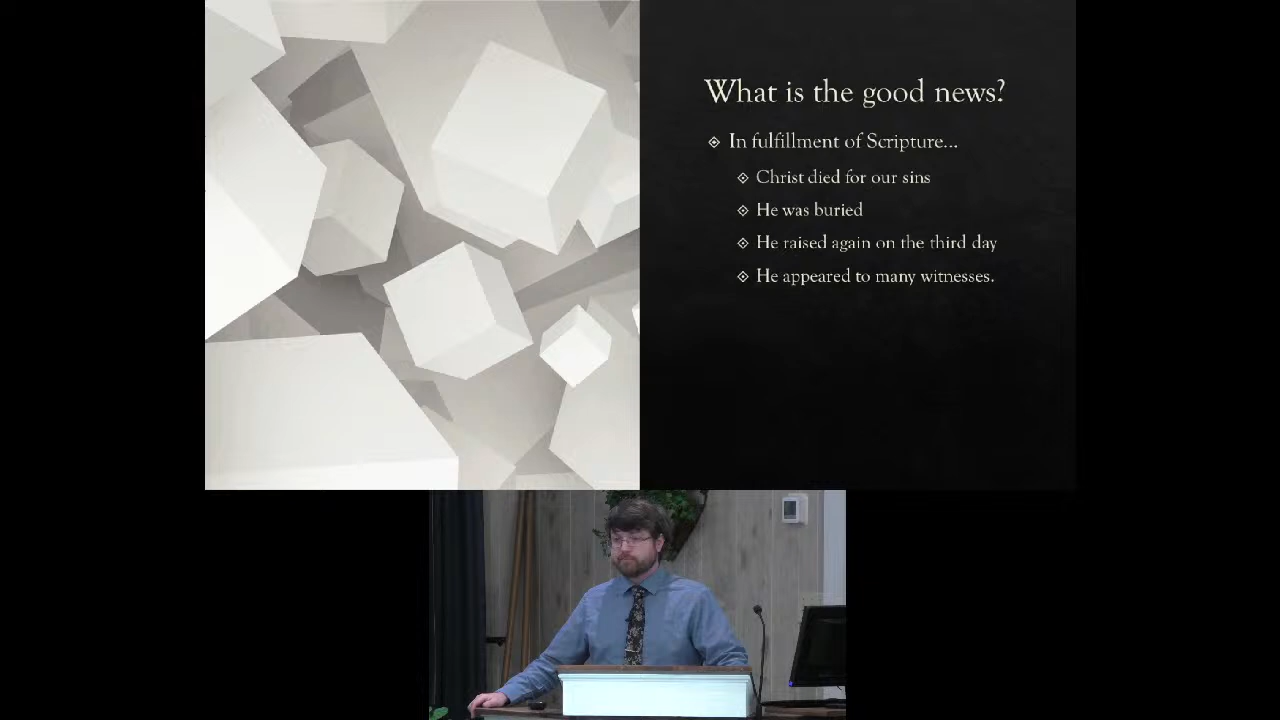 What is the good news?
In fulfillment of Scripture...
Christ died for our sins
He was buried
He raised again on the third day
He appeared to many witnesses.